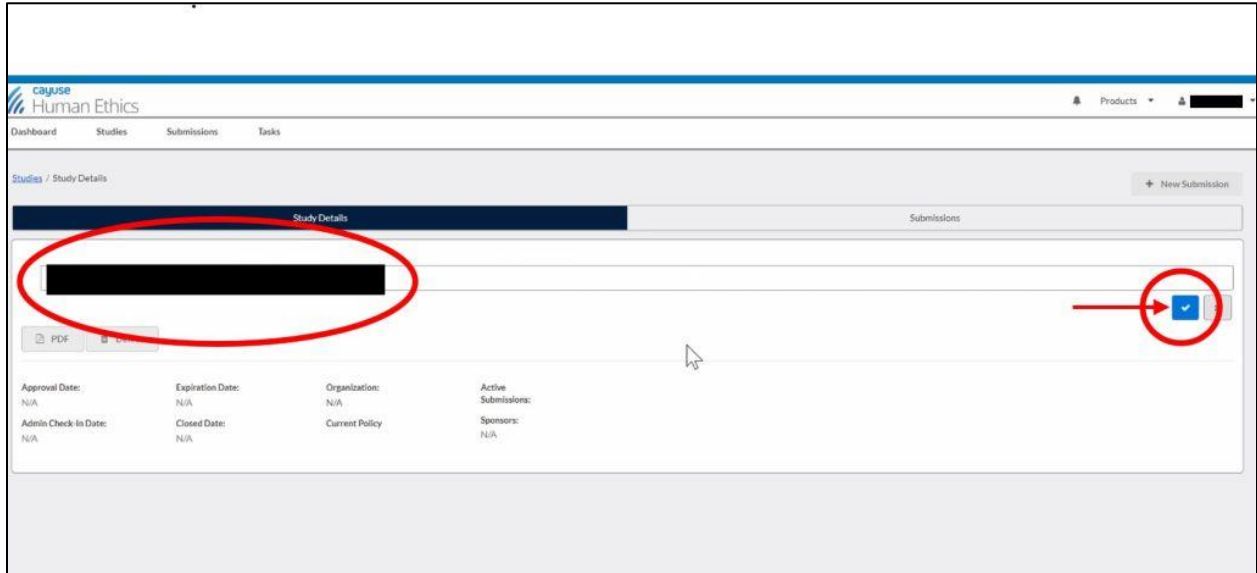 cayuse
Human Ethics
Products
Dashboard Studies Submissions Tasks
Studies / Study Details
+ New Submission
Study Details Submissions
PDF
Approval Date: Expiration Date: Organization: Active
Submissions:
N/A N/A N/A
Admin Check-In Date: Closed Date: Current Policy Sponsors:
N/A N/A N/A